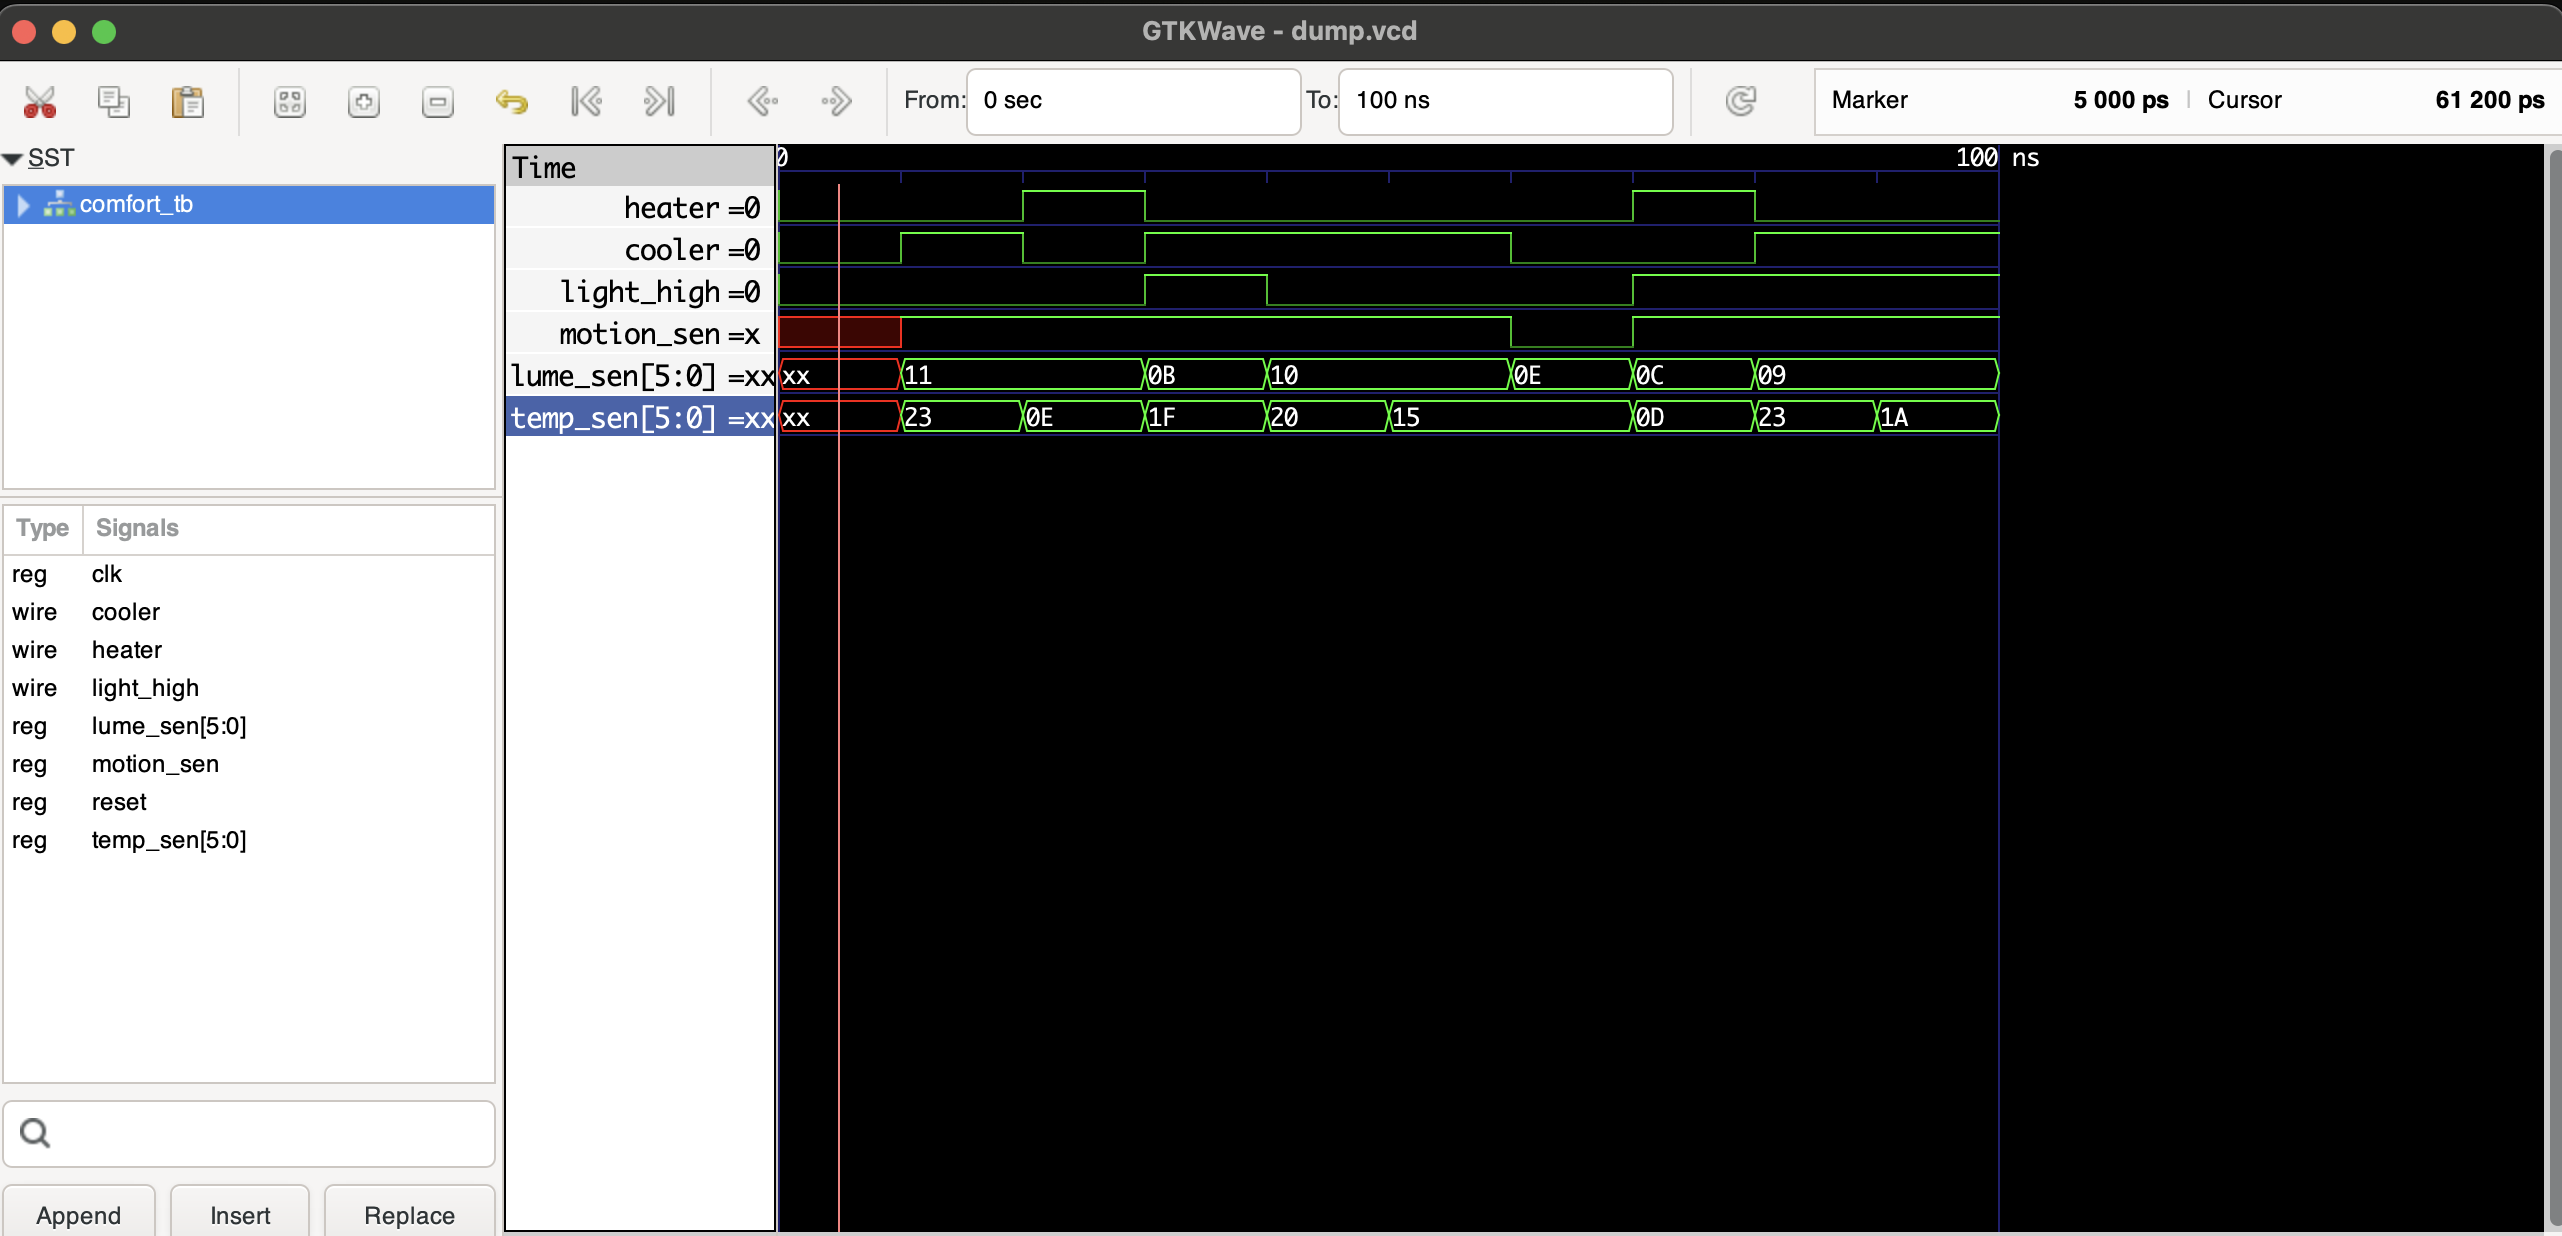 GTKWave - dump.vcd
From: 0 sec To: 100 ns Marker 5 000 ps | Cursor 61 200 ps
SST
comfort_tb
Type Signals
reg clk
wire cooler
wire heater
wire light_high
reg lume_sen[5:0]
reg motion_sen
reg reset
reg temp_sen[5:0]
Append Insert Replace
Time 0 100 ns
heater =0
cooler =0
light_high =0
motion_sen =x
lume_sen[5:0] =xx xx 11 0B 10 0E 0C 09
temp_sen[5:0] =xx xx 23 0E 1F 20 15 0D 23 1A